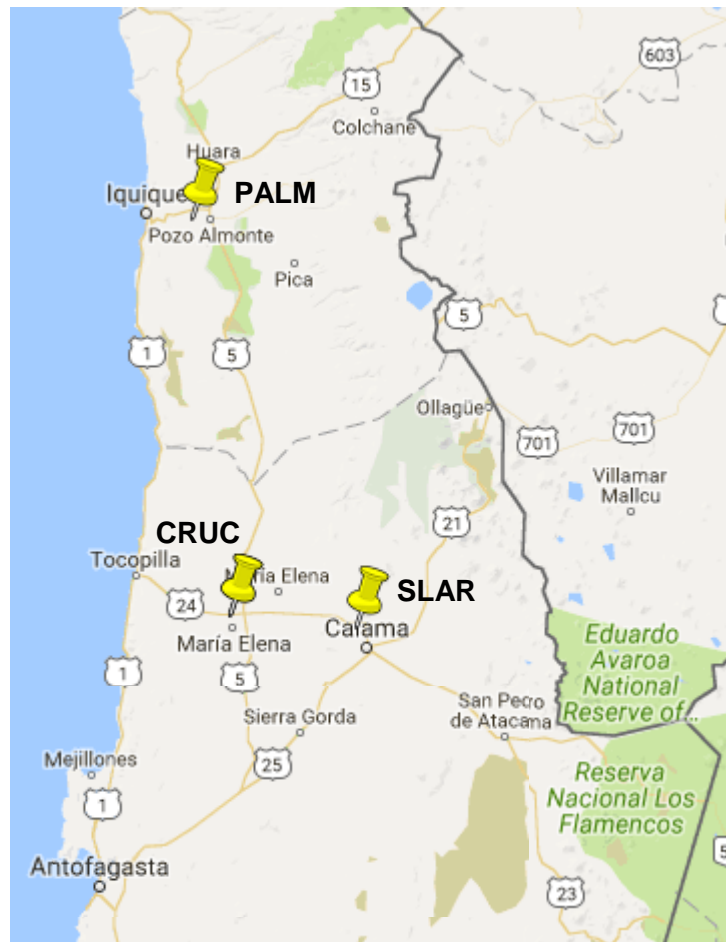 603
15
Colchane
Huara
Iquique
PALM
Pozo Almonte
Pica
5
1
5
Ollagüe
701
701
Villamar
Mallcu
21
CRUC
Tocopilla
María Elena
SLAR
24
María Elena
Calama
Eduardo
Avaroa
National
Reserve of...
1
5
San Pedro
de Atacama
Sierra Gorda
25
Mejillones
Reserva
Nacional Los
Flamencos
1
5
Antofagasta
23